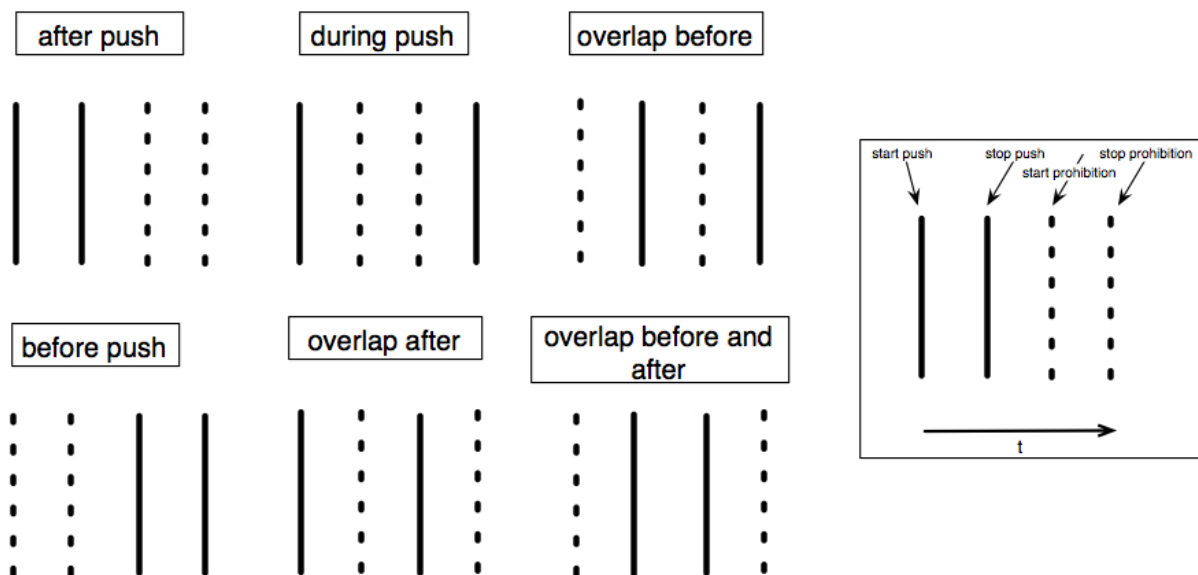 after push
during push
overlap before
start push
stop push
stop prohibition
start prohibition
before push
overlap after
overlap before and
after
t